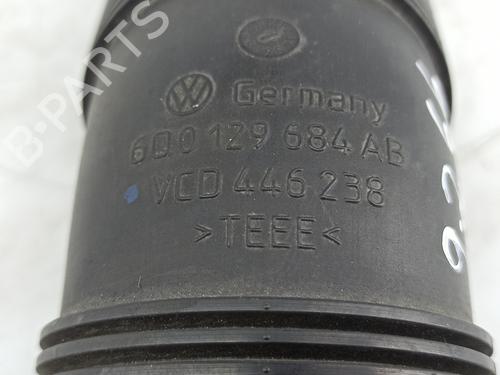 B-PARTS
Germany
6Q0 129 684 AB
VCD 446 238
>TEEE<